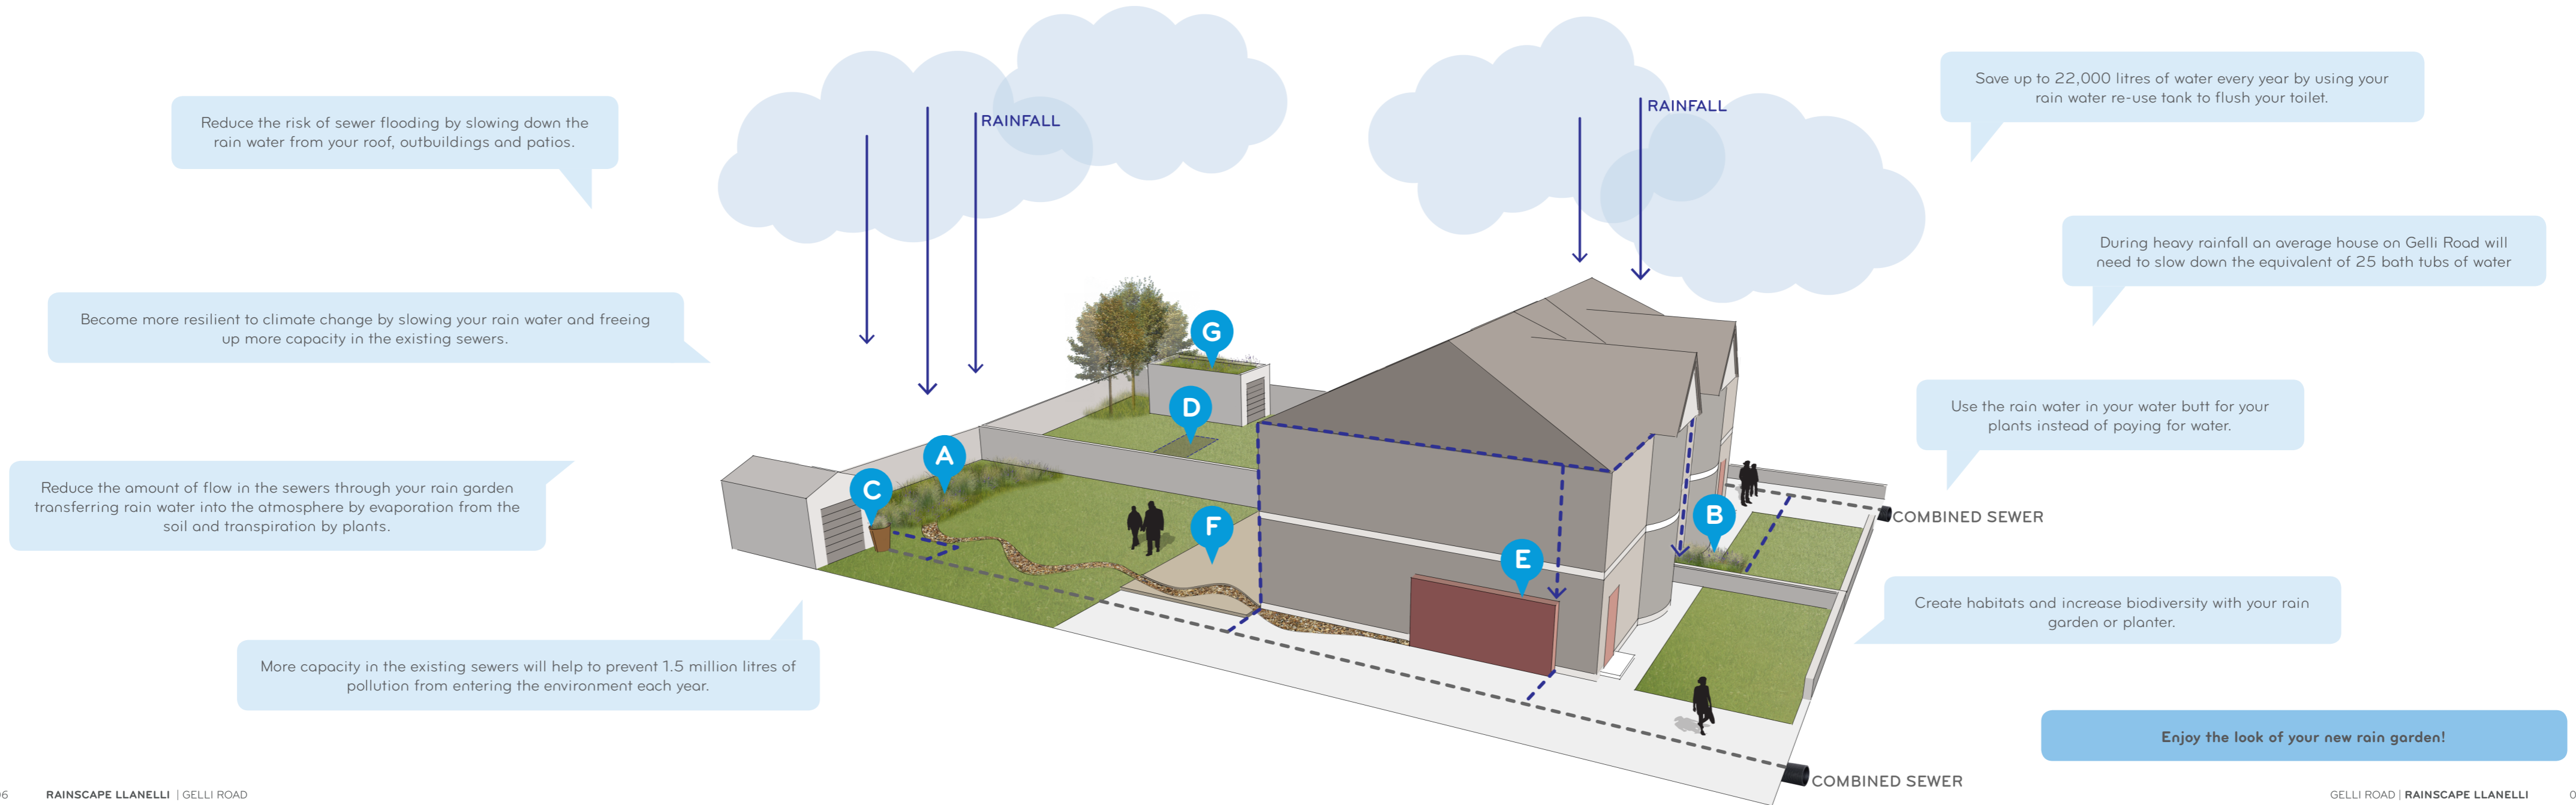 Reduce the risk of sewer flooding by slowing down the
rain water from your roof, outbuildings and patios.
Become more resilient to climate change by slowing your rain water and freeing
up more capacity in the existing sewers.
Reduce the amount of flow in the sewers through your rain garden
transferring rain water into the atmosphere by evaporation from the
soil and transpiration by plants.
More capacity in the existing sewers will help to prevent 1.5 million litres of
pollution from entering the environment each year.
RAINFALL
RAINFALL
G
D
A
C
F
E
B
COMBINED SEWER
COMBINED SEWER
Save up to 22,000 litres of water every year by using your
rain water re-use tank to flush your toilet.
During heavy rainfall an average house on Gelli Road will
need to slow down the equivalent of 25 bath tubs of water
Use the rain water in your water butt for your
plants instead of paying for water.
Create habitats and increase biodiversity with your rain
garden or planter.
Enjoy the look of your new rain garden!
RAINSCAPE LLANELLI | GELLI ROAD
GELLI ROAD | RAINSCAPE LLANELLI